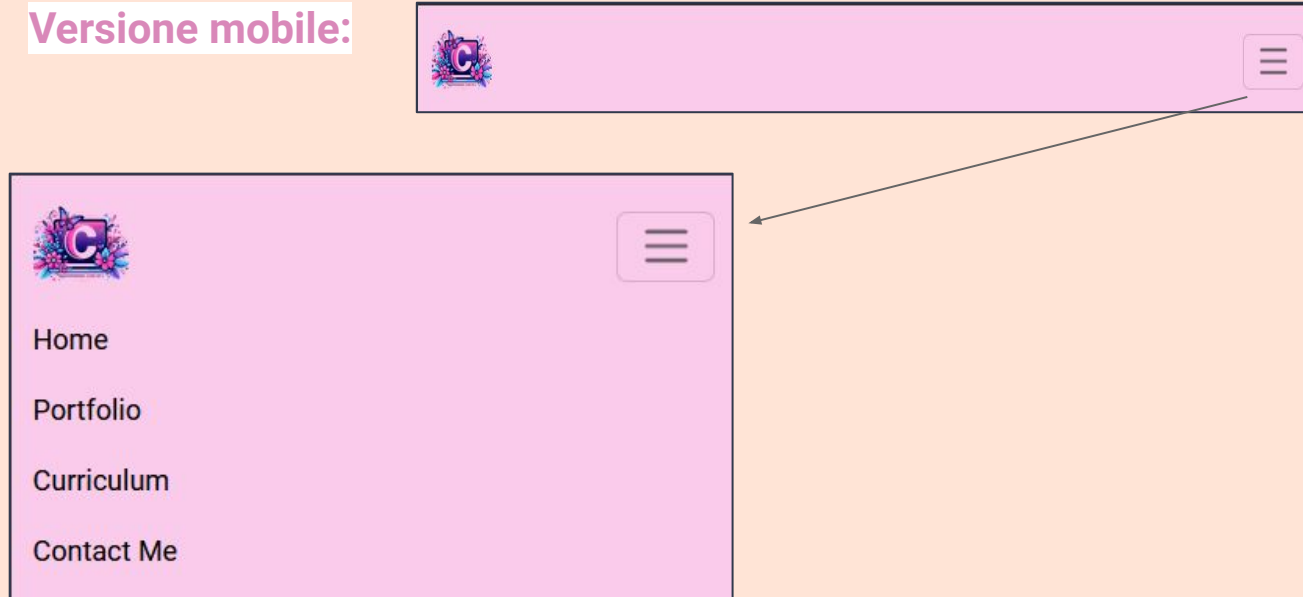 Versione mobile:
C
C
Home
Portfolio
Curriculum
Contact Me